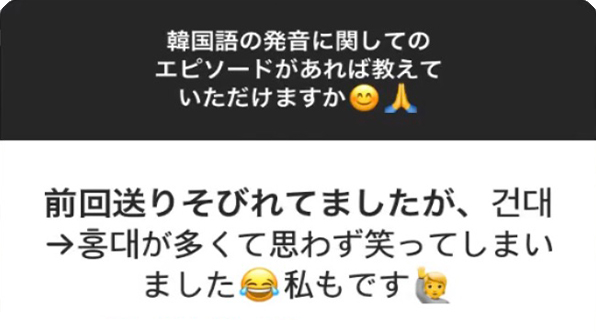 韓国語の発音に関しての
エピソードがあれば教えて
いただけますか😊🙏
前回送りそびれてましたが、건대
→홍대が多くて思わず笑ってしまい
ました😂私もです🙋‍♂️